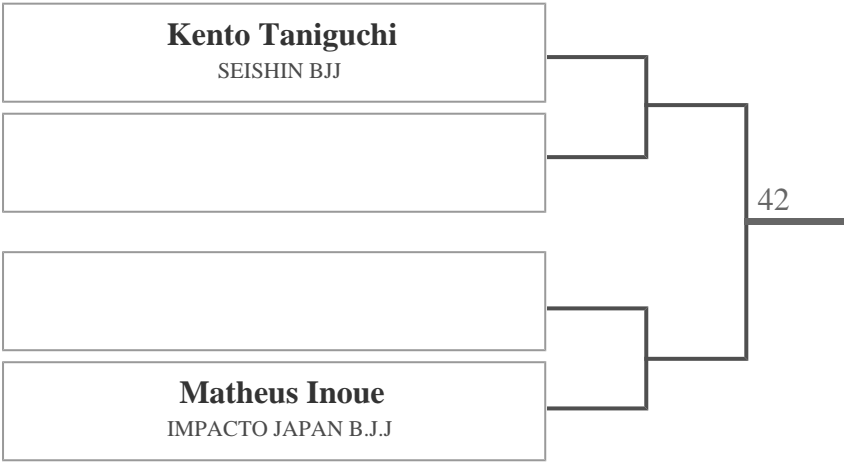 Kento Taniguchi
SEISHIN BJJ
42
Matheus Inoue
IMPACTO JAPAN B.J.J